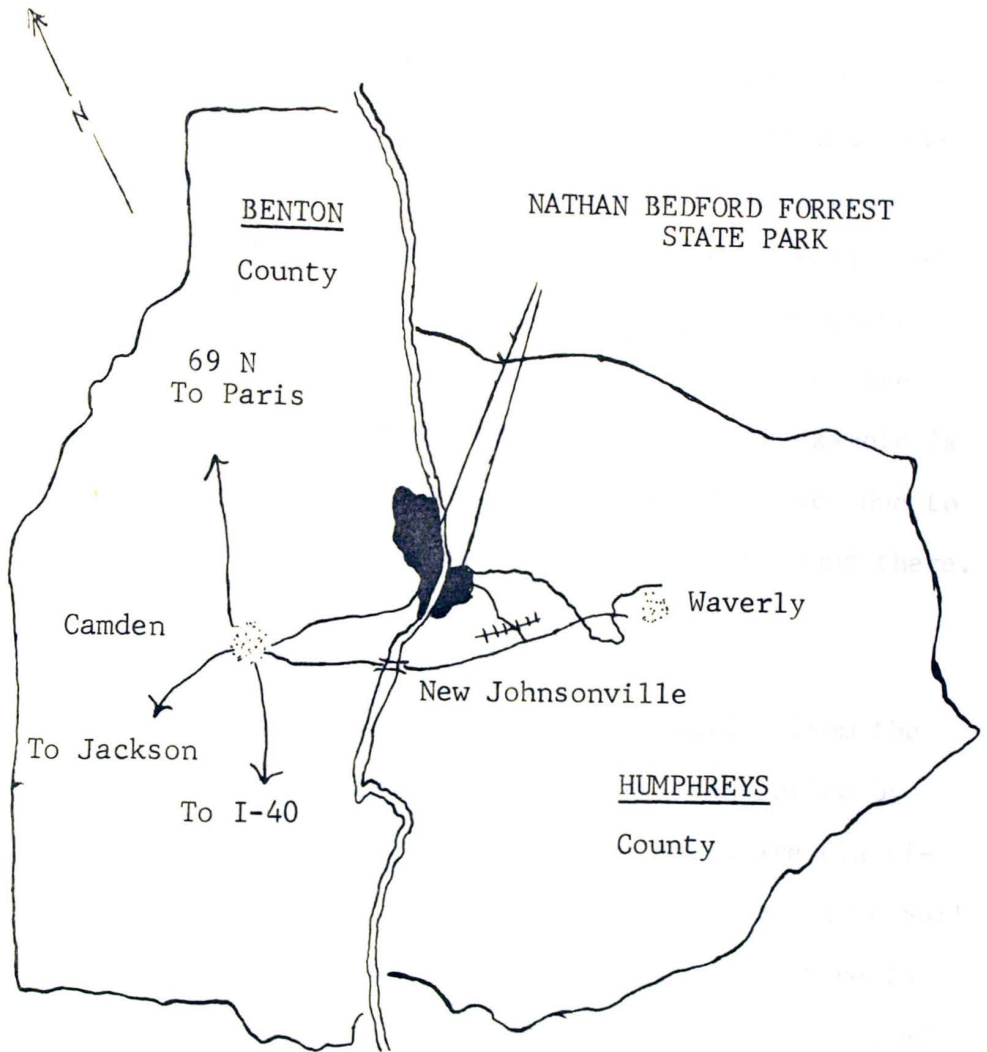 N
BENTON
County
NATHAN BEDFORD FORREST
STATE PARK
69 N
To Paris
Camden
Waverly
New Johnsonville
To Jackson
To I-40
HUMPHREYS
County